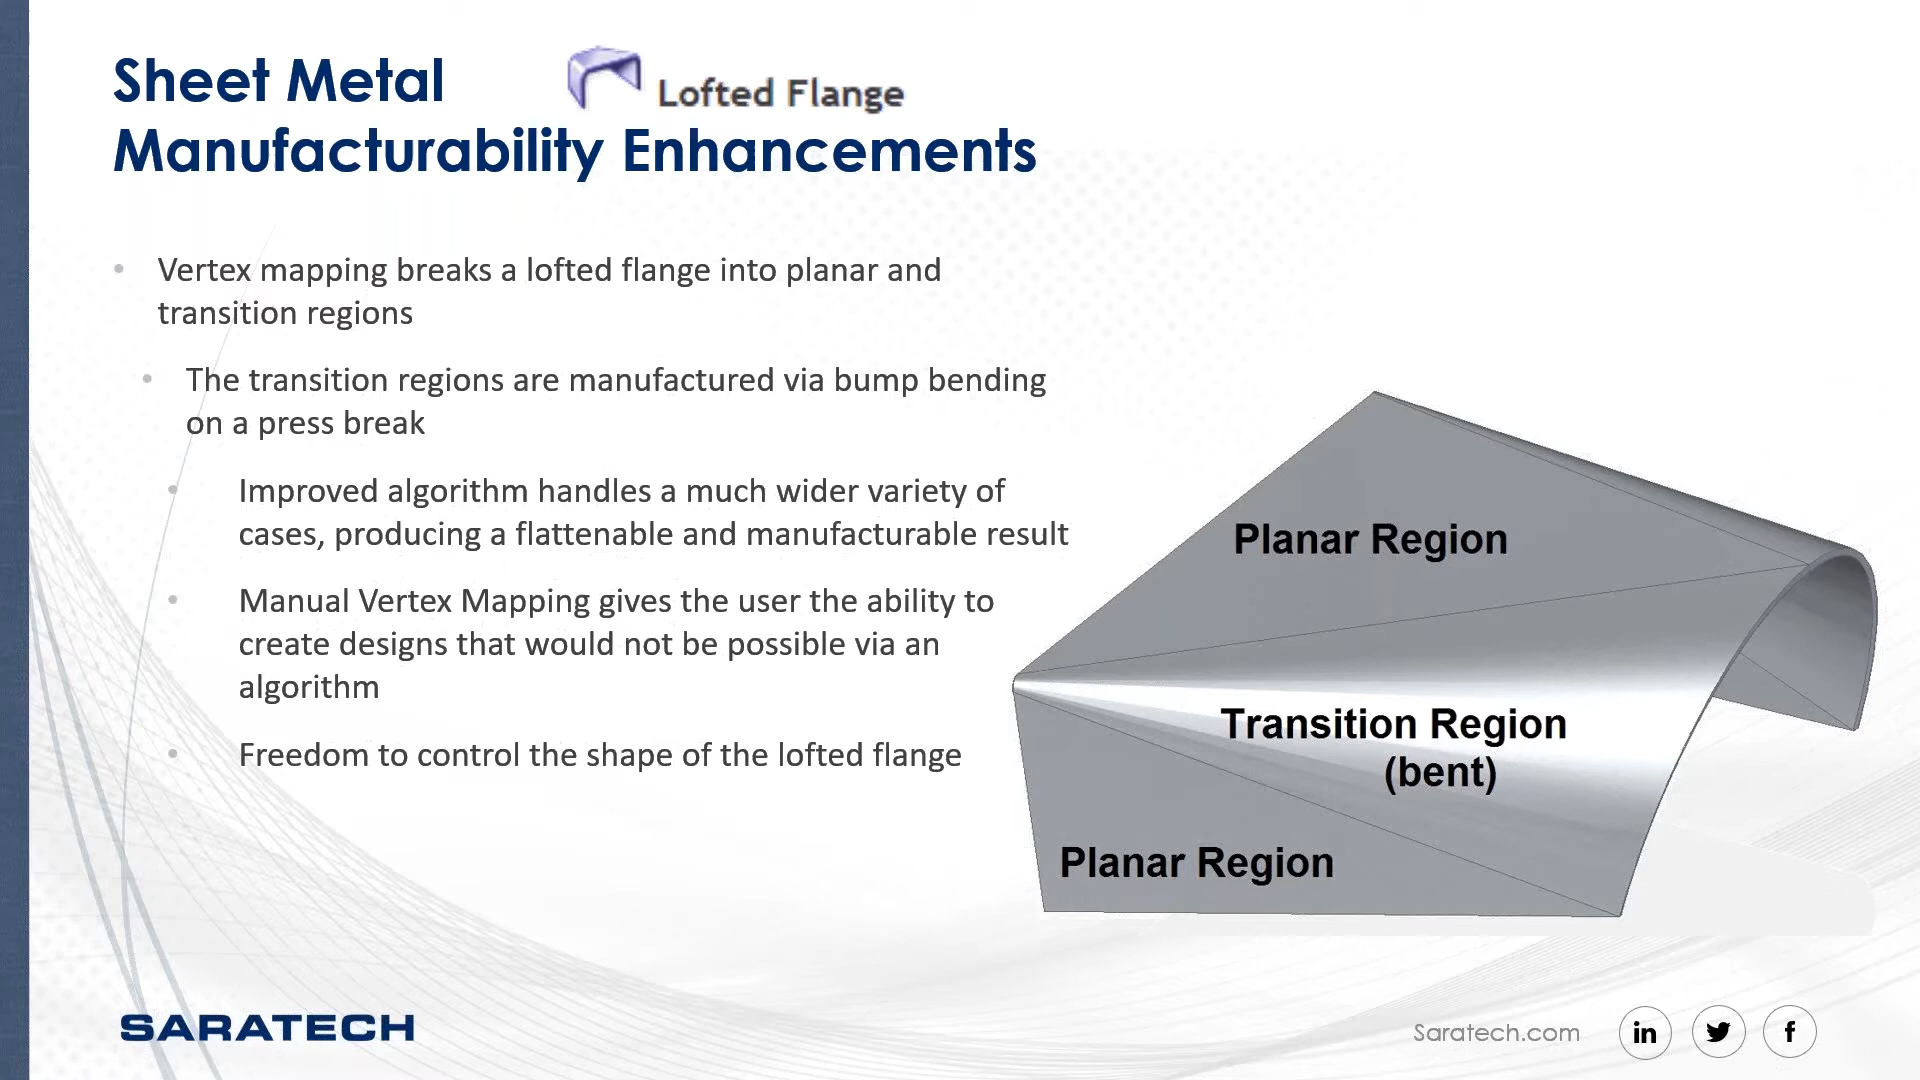 Sheet Metal
Lofted Flange
Manufacturability Enhancements
• Vertex mapping breaks a lofted flange into planar and
transition regions
• The transition regions are manufactured via bump bending
on a press break
• Improved algorithm handles a much wider variety of
cases, producing a flattenable and manufacturable result
• Manual Vertex Mapping gives the user the ability to
create designs that would not be possible via an
algorithm
• Freedom to control the shape of the lofted flange
Planar Region
Transition Region
(bent)
Planar Region
SARATECH
Saratech.com
in
f